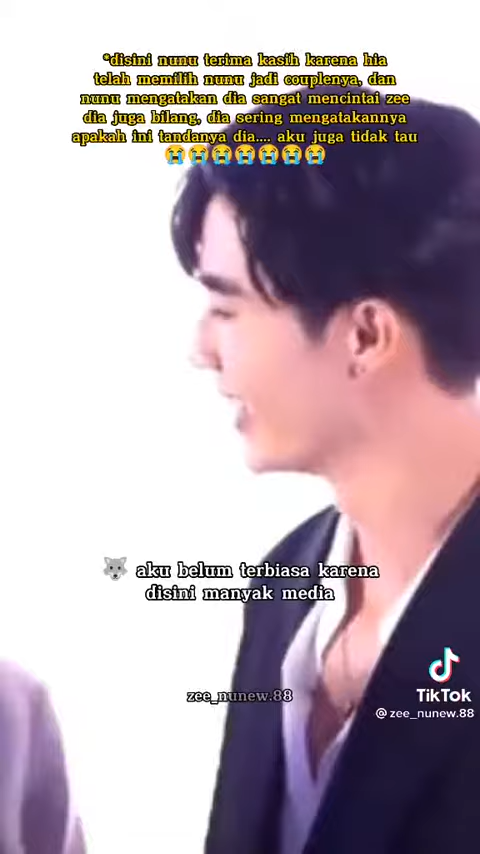 *disini nunu terima kasih karena hia
telah memilih nunu jadi couplenya, dan
nunu mengatakan dia sangat mencintai zee
dia juga bilang, dia sering mengatakannya
apakah ini tandanya dia.... aku juga tidak tau
😭😭😭😭😭😭😭
🐺 aku belum terbiasa karena
disini manyak media
zee_nunew.88
TikTok
@zee_nunew.88